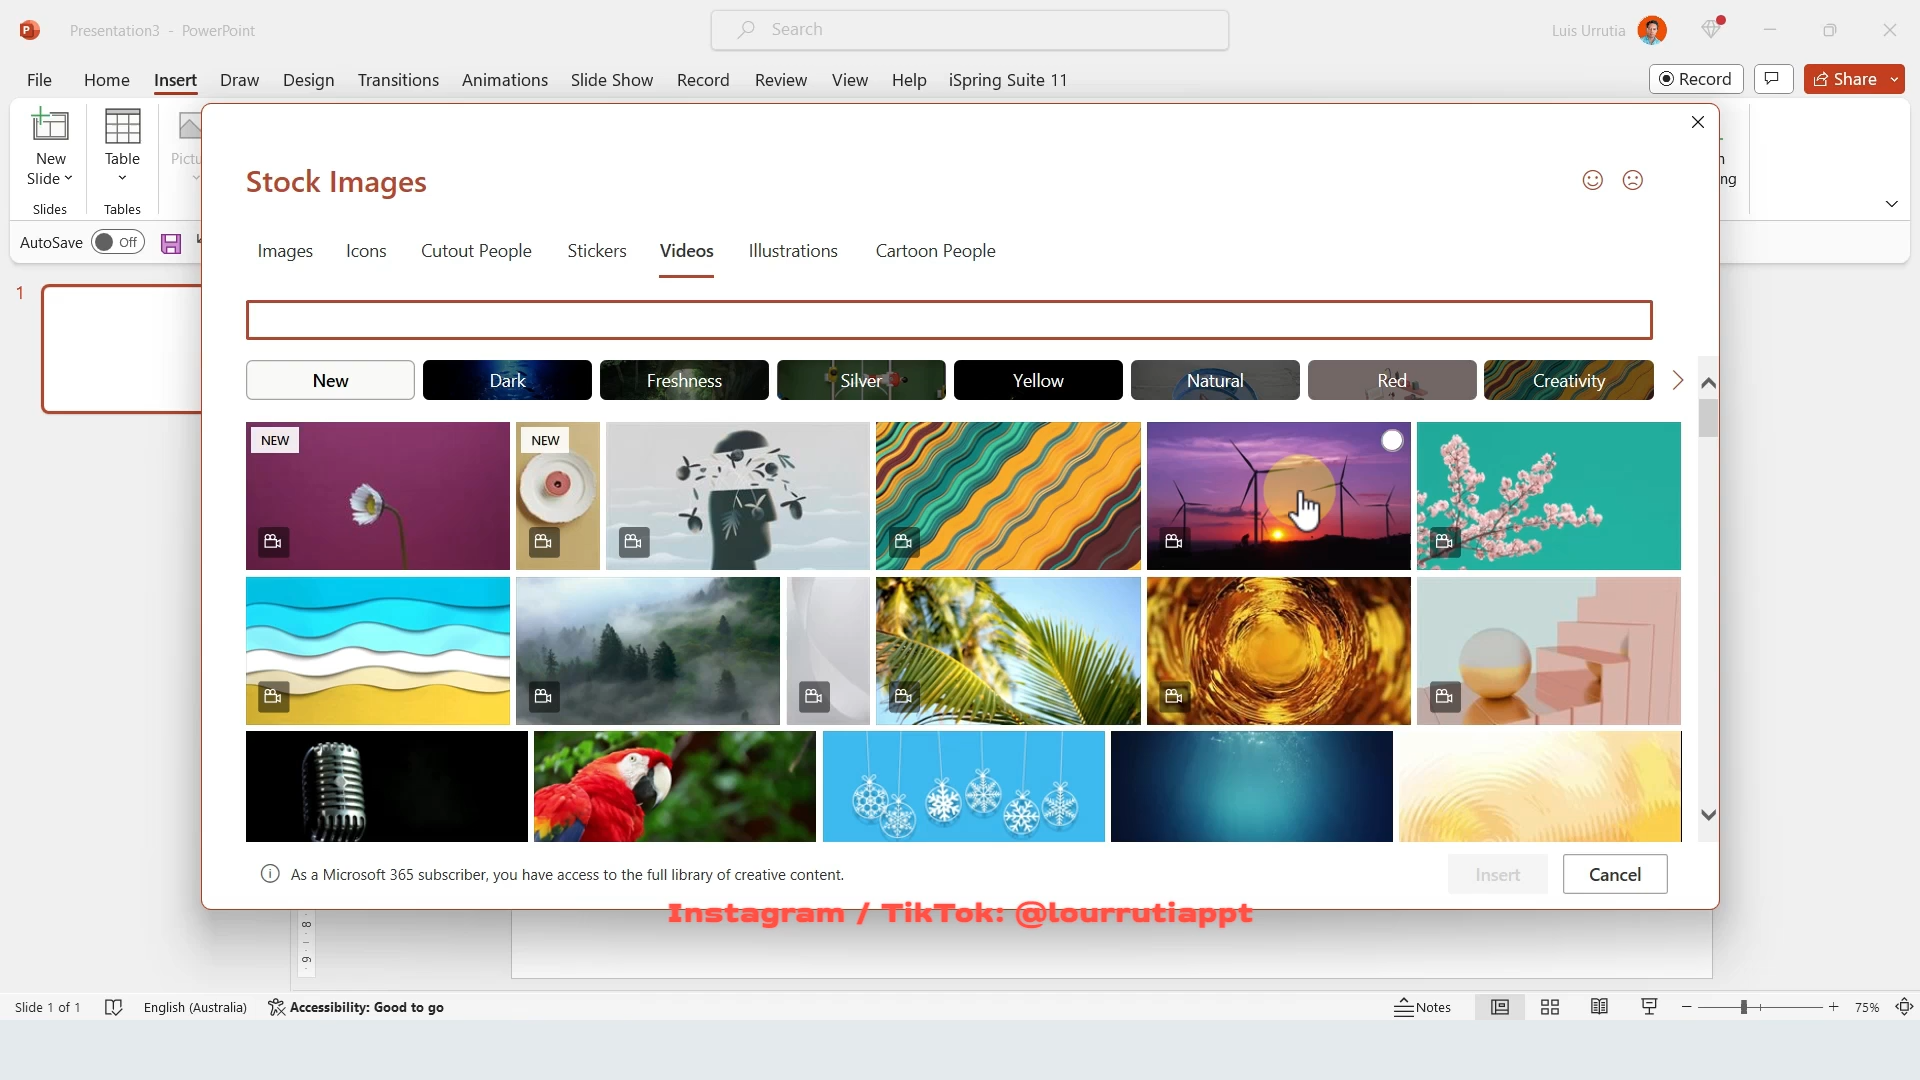 Presentation3 - PowerPoint
Search
Luis Urrutia
File Home Insert Draw Design Transitions Animations Slide Show Record Review View Help iSpring Suite 11
Record
Share
New Slide
Table
Slides
Tables
AutoSave Off
Stock Images
Images Icons Cutout People Stickers Videos Illustrations Cartoon People
New Dark Freshness Silver Yellow Natural Red Creativity
NEW
NEW
As a Microsoft 365 subscriber, you have access to the full library of creative content.
Insert
Cancel
Instagram / TikTok: @lourrutiappt
1
8
9
Slide 1 of 1
English (Australia)
Accessibility: Good to go
Notes
75%